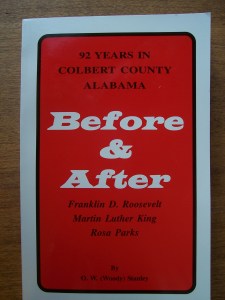 92 YEARS IN
COLBERT COUNTY
ALABAMA
Before
&
After
Franklin D. Roosevelt
Martin Luther King
Rosa Parks
By